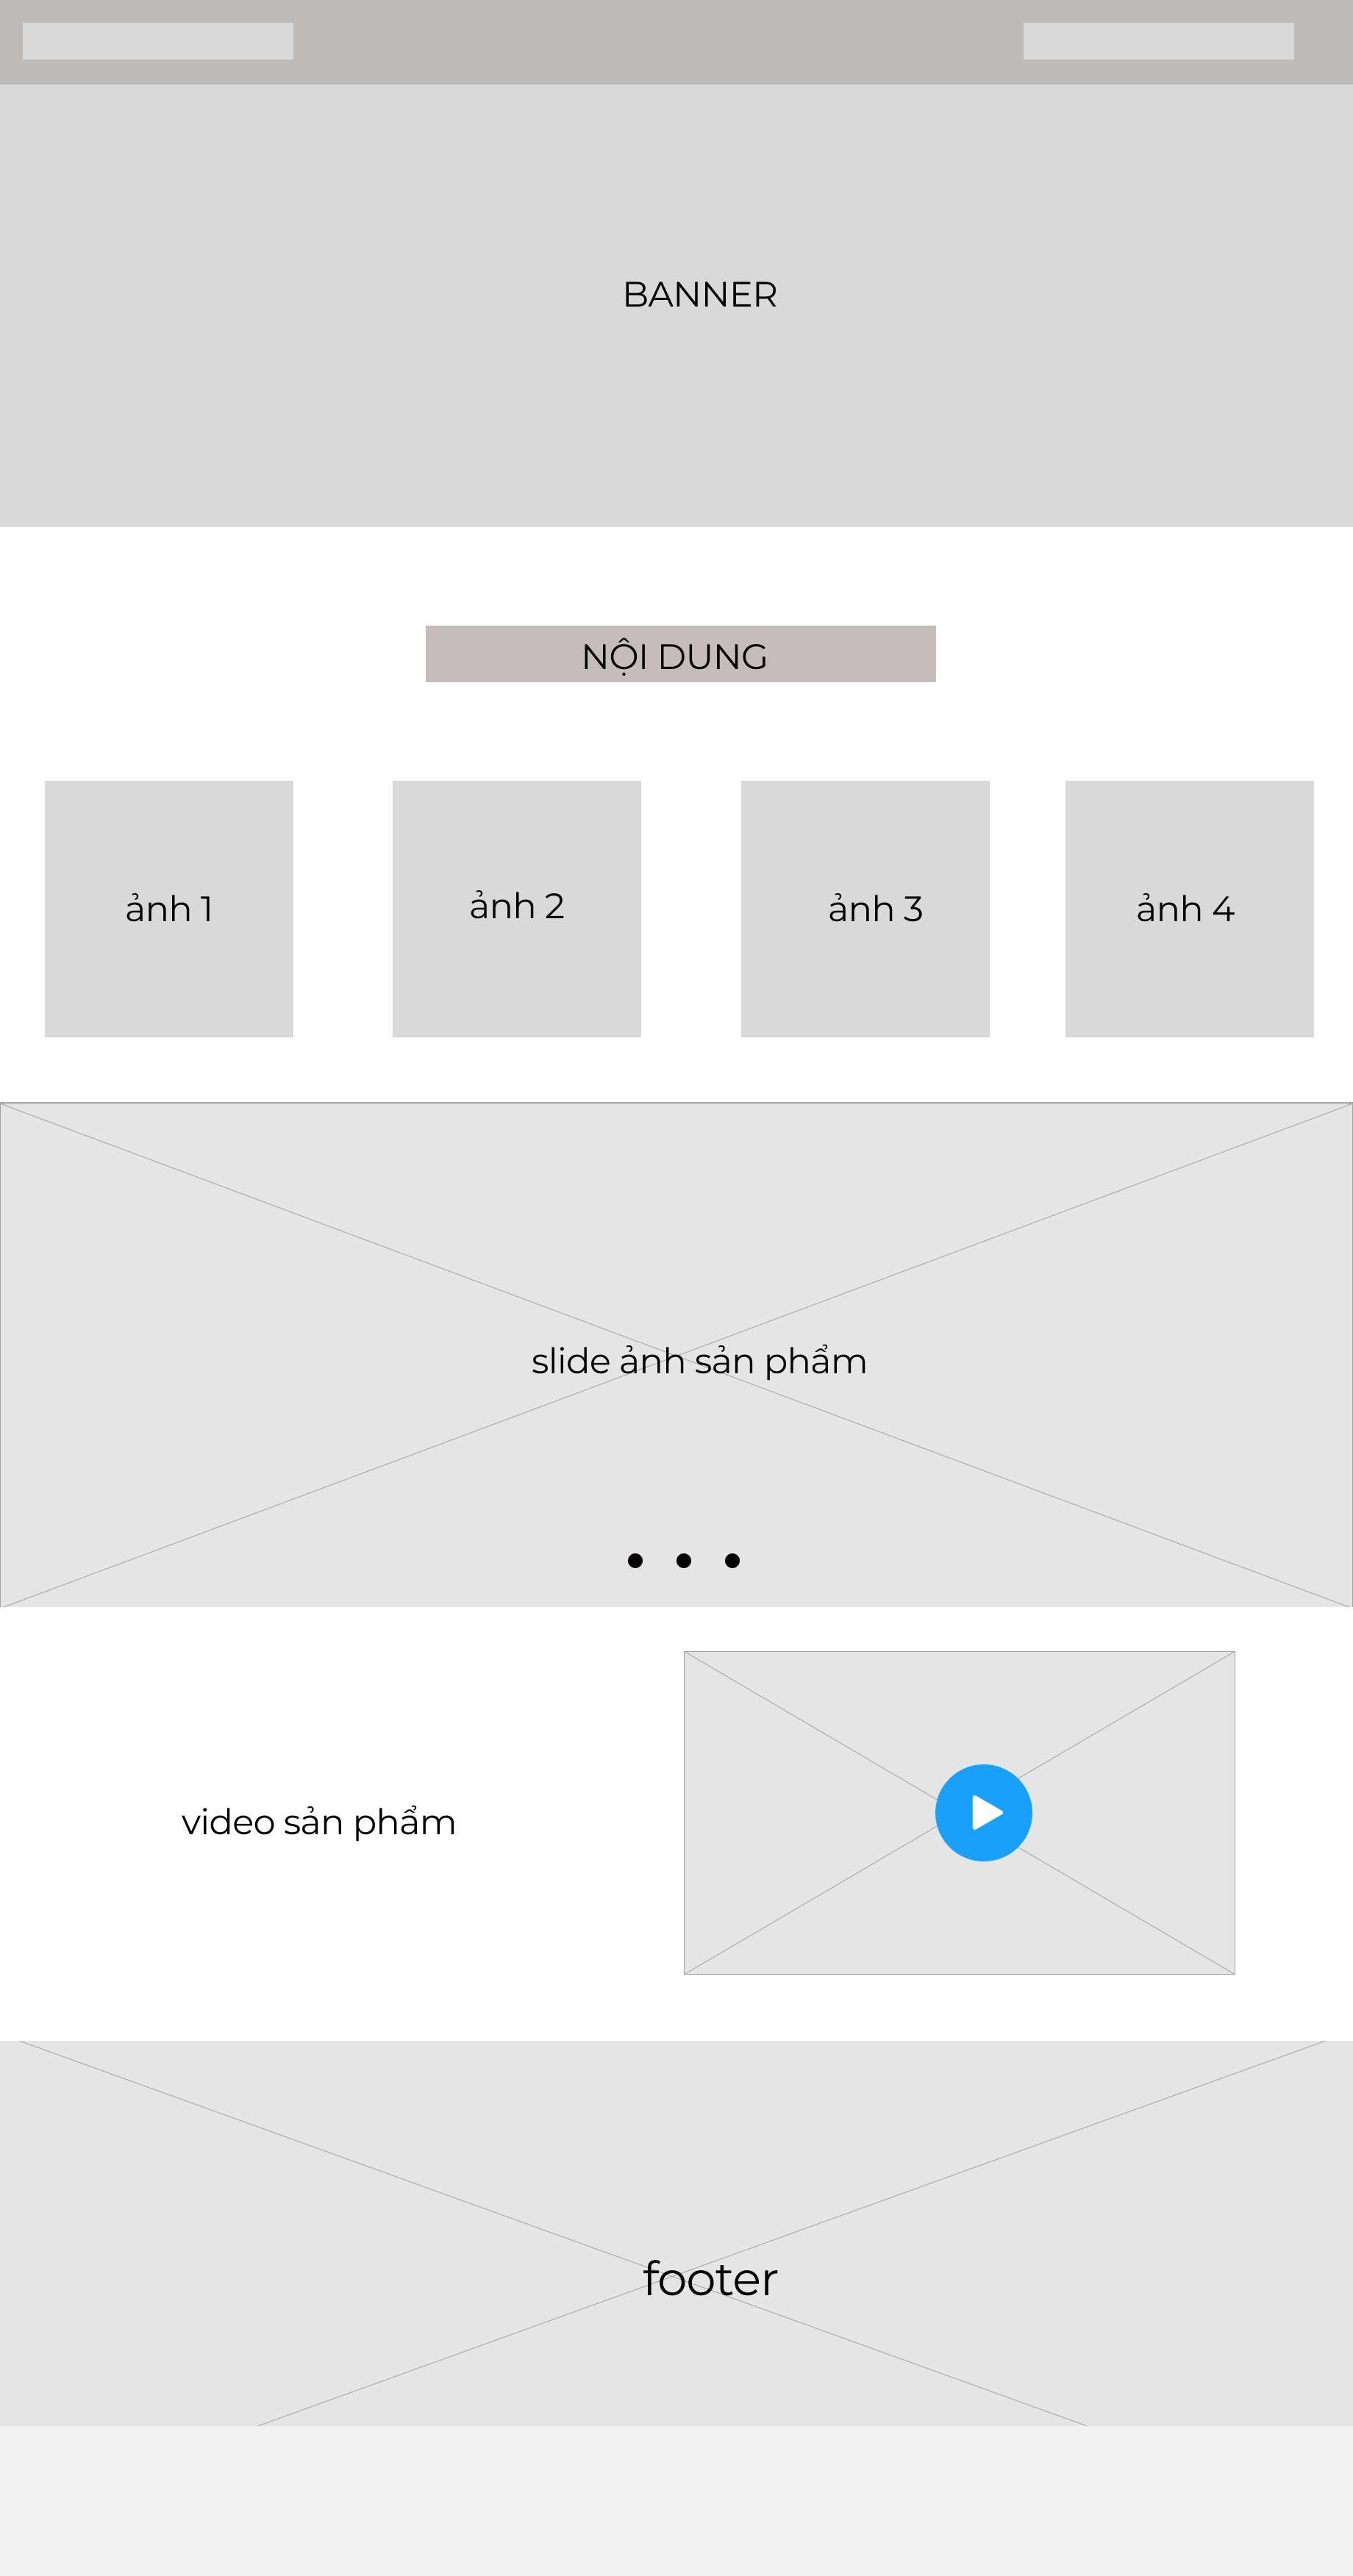 BANNER
NỘI DUNG
ảnh 1
ảnh 2
ảnh 3
ảnh 4
slide ảnh sản phẩm
video sản phẩm
footer